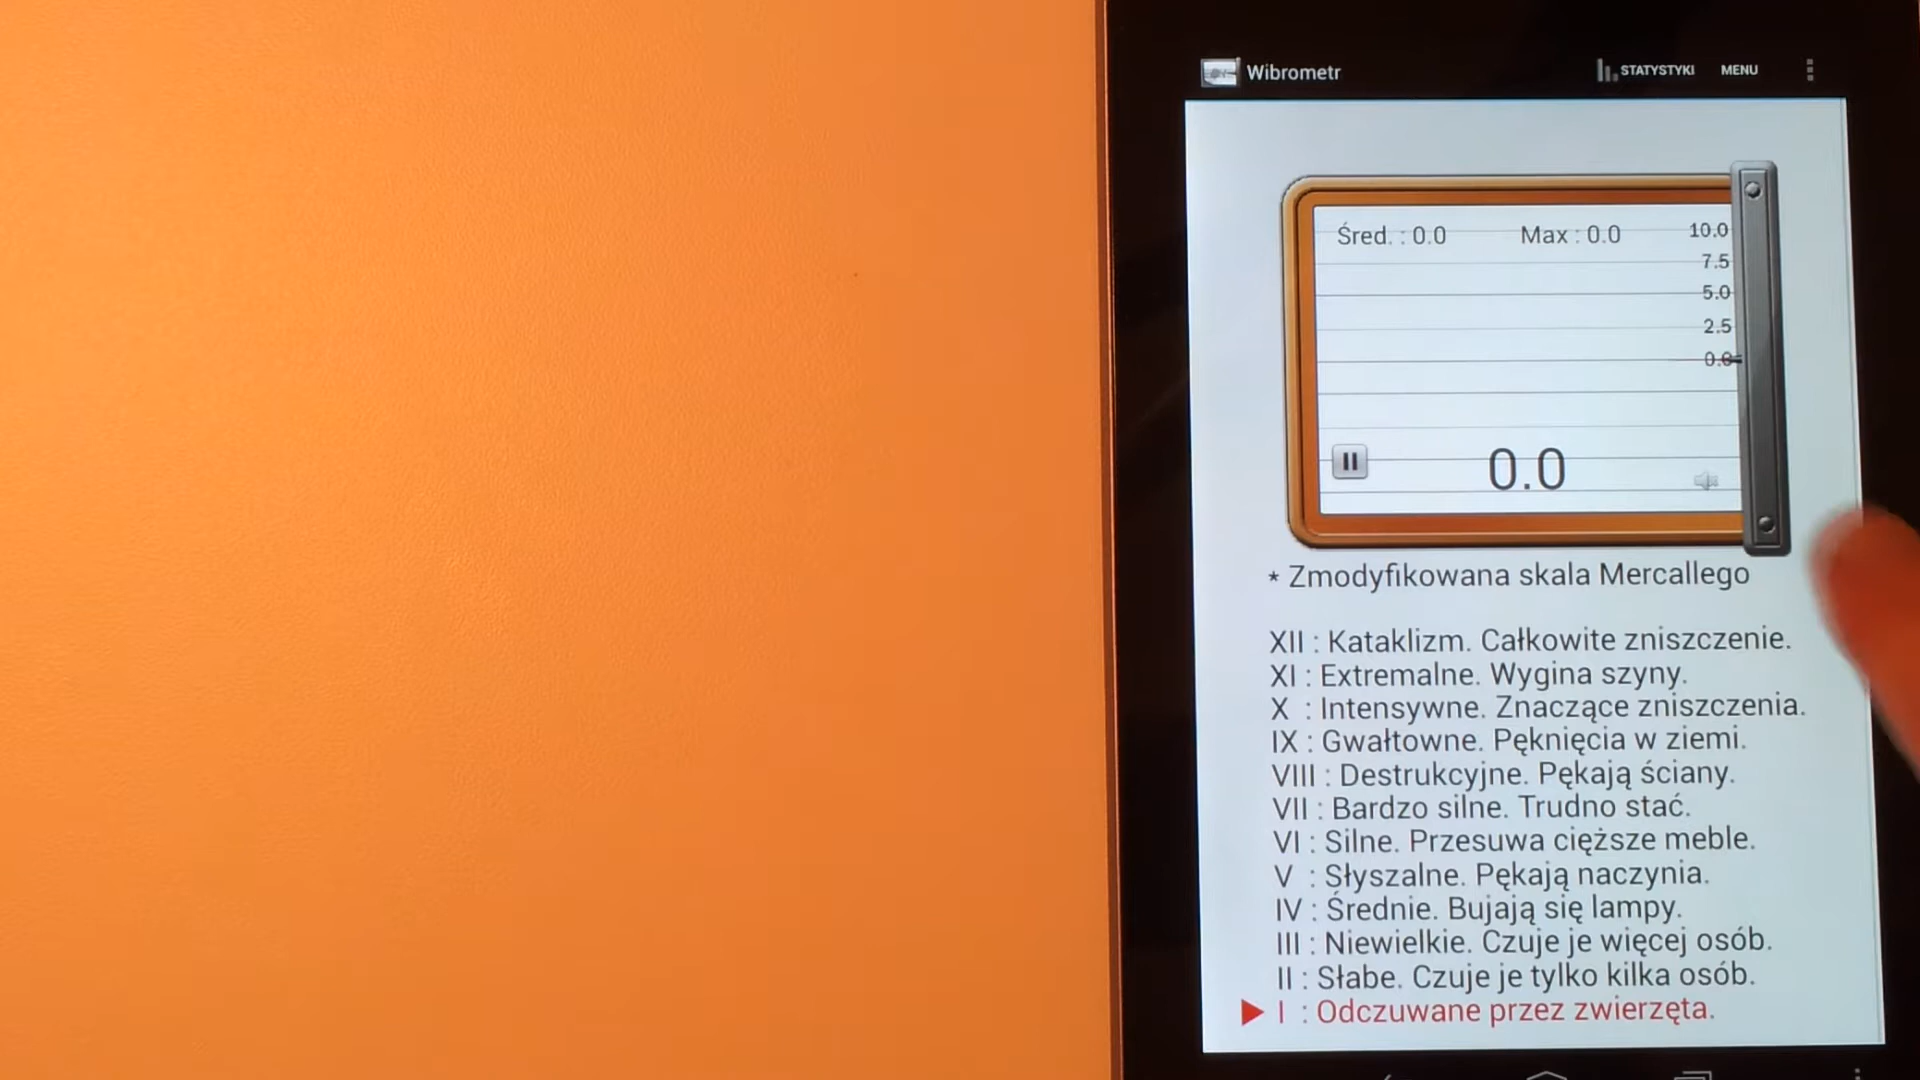 Wibrometr
STATYSTYKI
MENU
Śred. : 0.0
Max : 0.0
10.0
7.5
5.0
2.5
0.0
0.0
* Zmodyfikowana skala Mercallego
XII : Kataklizm. Całkowite zniszczenie.
XI : Extremalne. Wygina szyny.
X : Intensywne. Znaczące zniszczenia.
IX : Gwałtowne. Pęknięcia w ziemi.
VIII : Destrukcyjne. Pękają ściany.
VII : Bardzo silne. Trudno stać.
VI : Silne. Przesuwa cięższe meble.
V : Słyszalne. Pękają naczynia.
IV : Średnie. Bujają się lampy.
III : Niewielkie. Czuje je więcej osób.
II : Słabe. Czuje je tylko kilka osób.
I : Odczuwane przez zwierzęta.